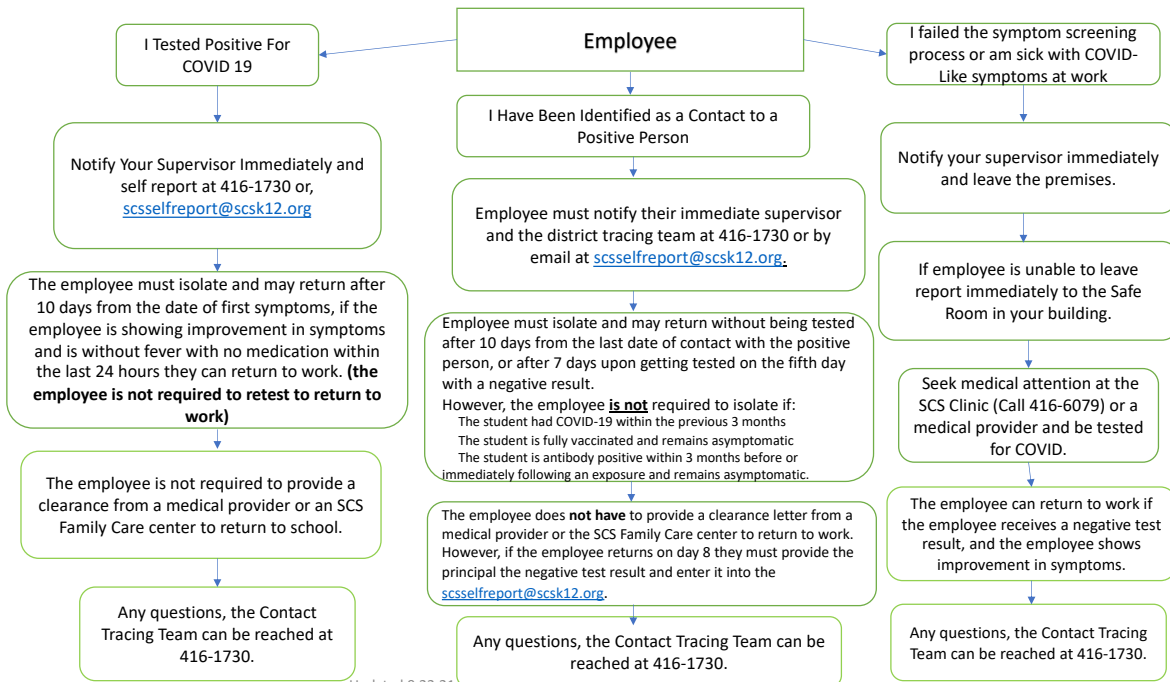 Employee
I Tested Positive For
COVID 19
Notify Your Supervisor Immediately and
self report at 416-1730 or,
scsselfreport@scsk12.org
The employee must isolate and may return after
10 days from the date of first symptoms, if the
employee is showing improvement in symptoms
and is without fever with no medication within
the last 24 hours they can return to work. (the
employee is not required to retest to return to
work)
The employee is not required to provide a
clearance from a medical provider or an SCS
Family Care center to return to school.
Any questions, the Contact
Tracing Team can be reached at
416-1730.
I Have Been Identified as a Contact to a
Positive Person
Employee must notify their immediate supervisor
and the district tracing team at 416-1730 or by
email at scsselfreport@scsk12.org.
Employee must isolate and may return without being tested
after 10 days from the last date of contact with the positive
person, or after 7 days upon getting tested on the fifth day
with a negative result.
However, the employee is not required to isolate if:
The student had COVID-19 within the previous 3 months
The student is fully vaccinated and remains asymptomatic
The student is antibody positive within 3 months before or
immediately following an exposure and remains asymptomatic.
The employee does not have to provide a clearance letter from a
medical provider or the SCS Family Care center to return to work.
However, if the employee returns on day 8 they must provide the
principal the negative test result and enter it into the
scsselfreport@scsk12.org.
Any questions, the Contact Tracing Team can be
reached at 416-1730.
I failed the symptom screening
process or am sick with COVID-
Like symptoms at work
Notify your supervisor immediately
and leave the premises.
If employee is unable to leave
report immediately to the Safe
Room in your building.
Seek medical attention at the
SCS Clinic (Call 416-6079) or a
medical provider and be tested
for COVID.
The employee can return to work if
the employee receives a negative test
result, and the employee shows
improvement in symptoms.
Any questions, the Contact Tracing
Team can be reached at 416-1730.